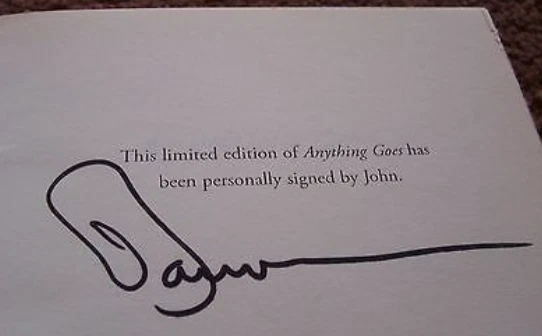 This limited edition of Anything Goes has
been personally signed by John.